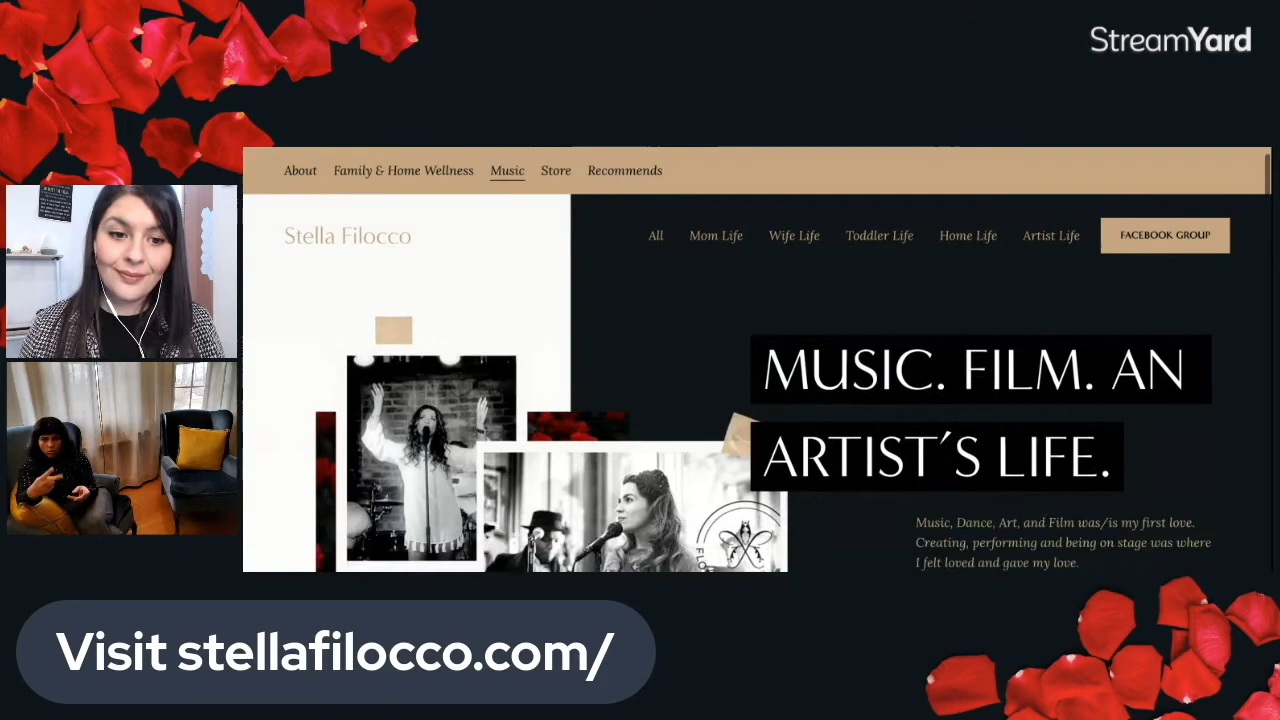 StreamYard
About Family & Home Wellness Music Store Recommends
Stella Filocco
All Mom Life Wife Life Toddler Life Home Life Artist Life FACEBOOK GROUP
MUSIC. FILM. AN
ARTIST´S LIFE.
Music, Dance, Art, and Film was/is my first love.
Creating, performing and being on stage was where
I felt loved and gave my love.
Visit stellafilocco.com/